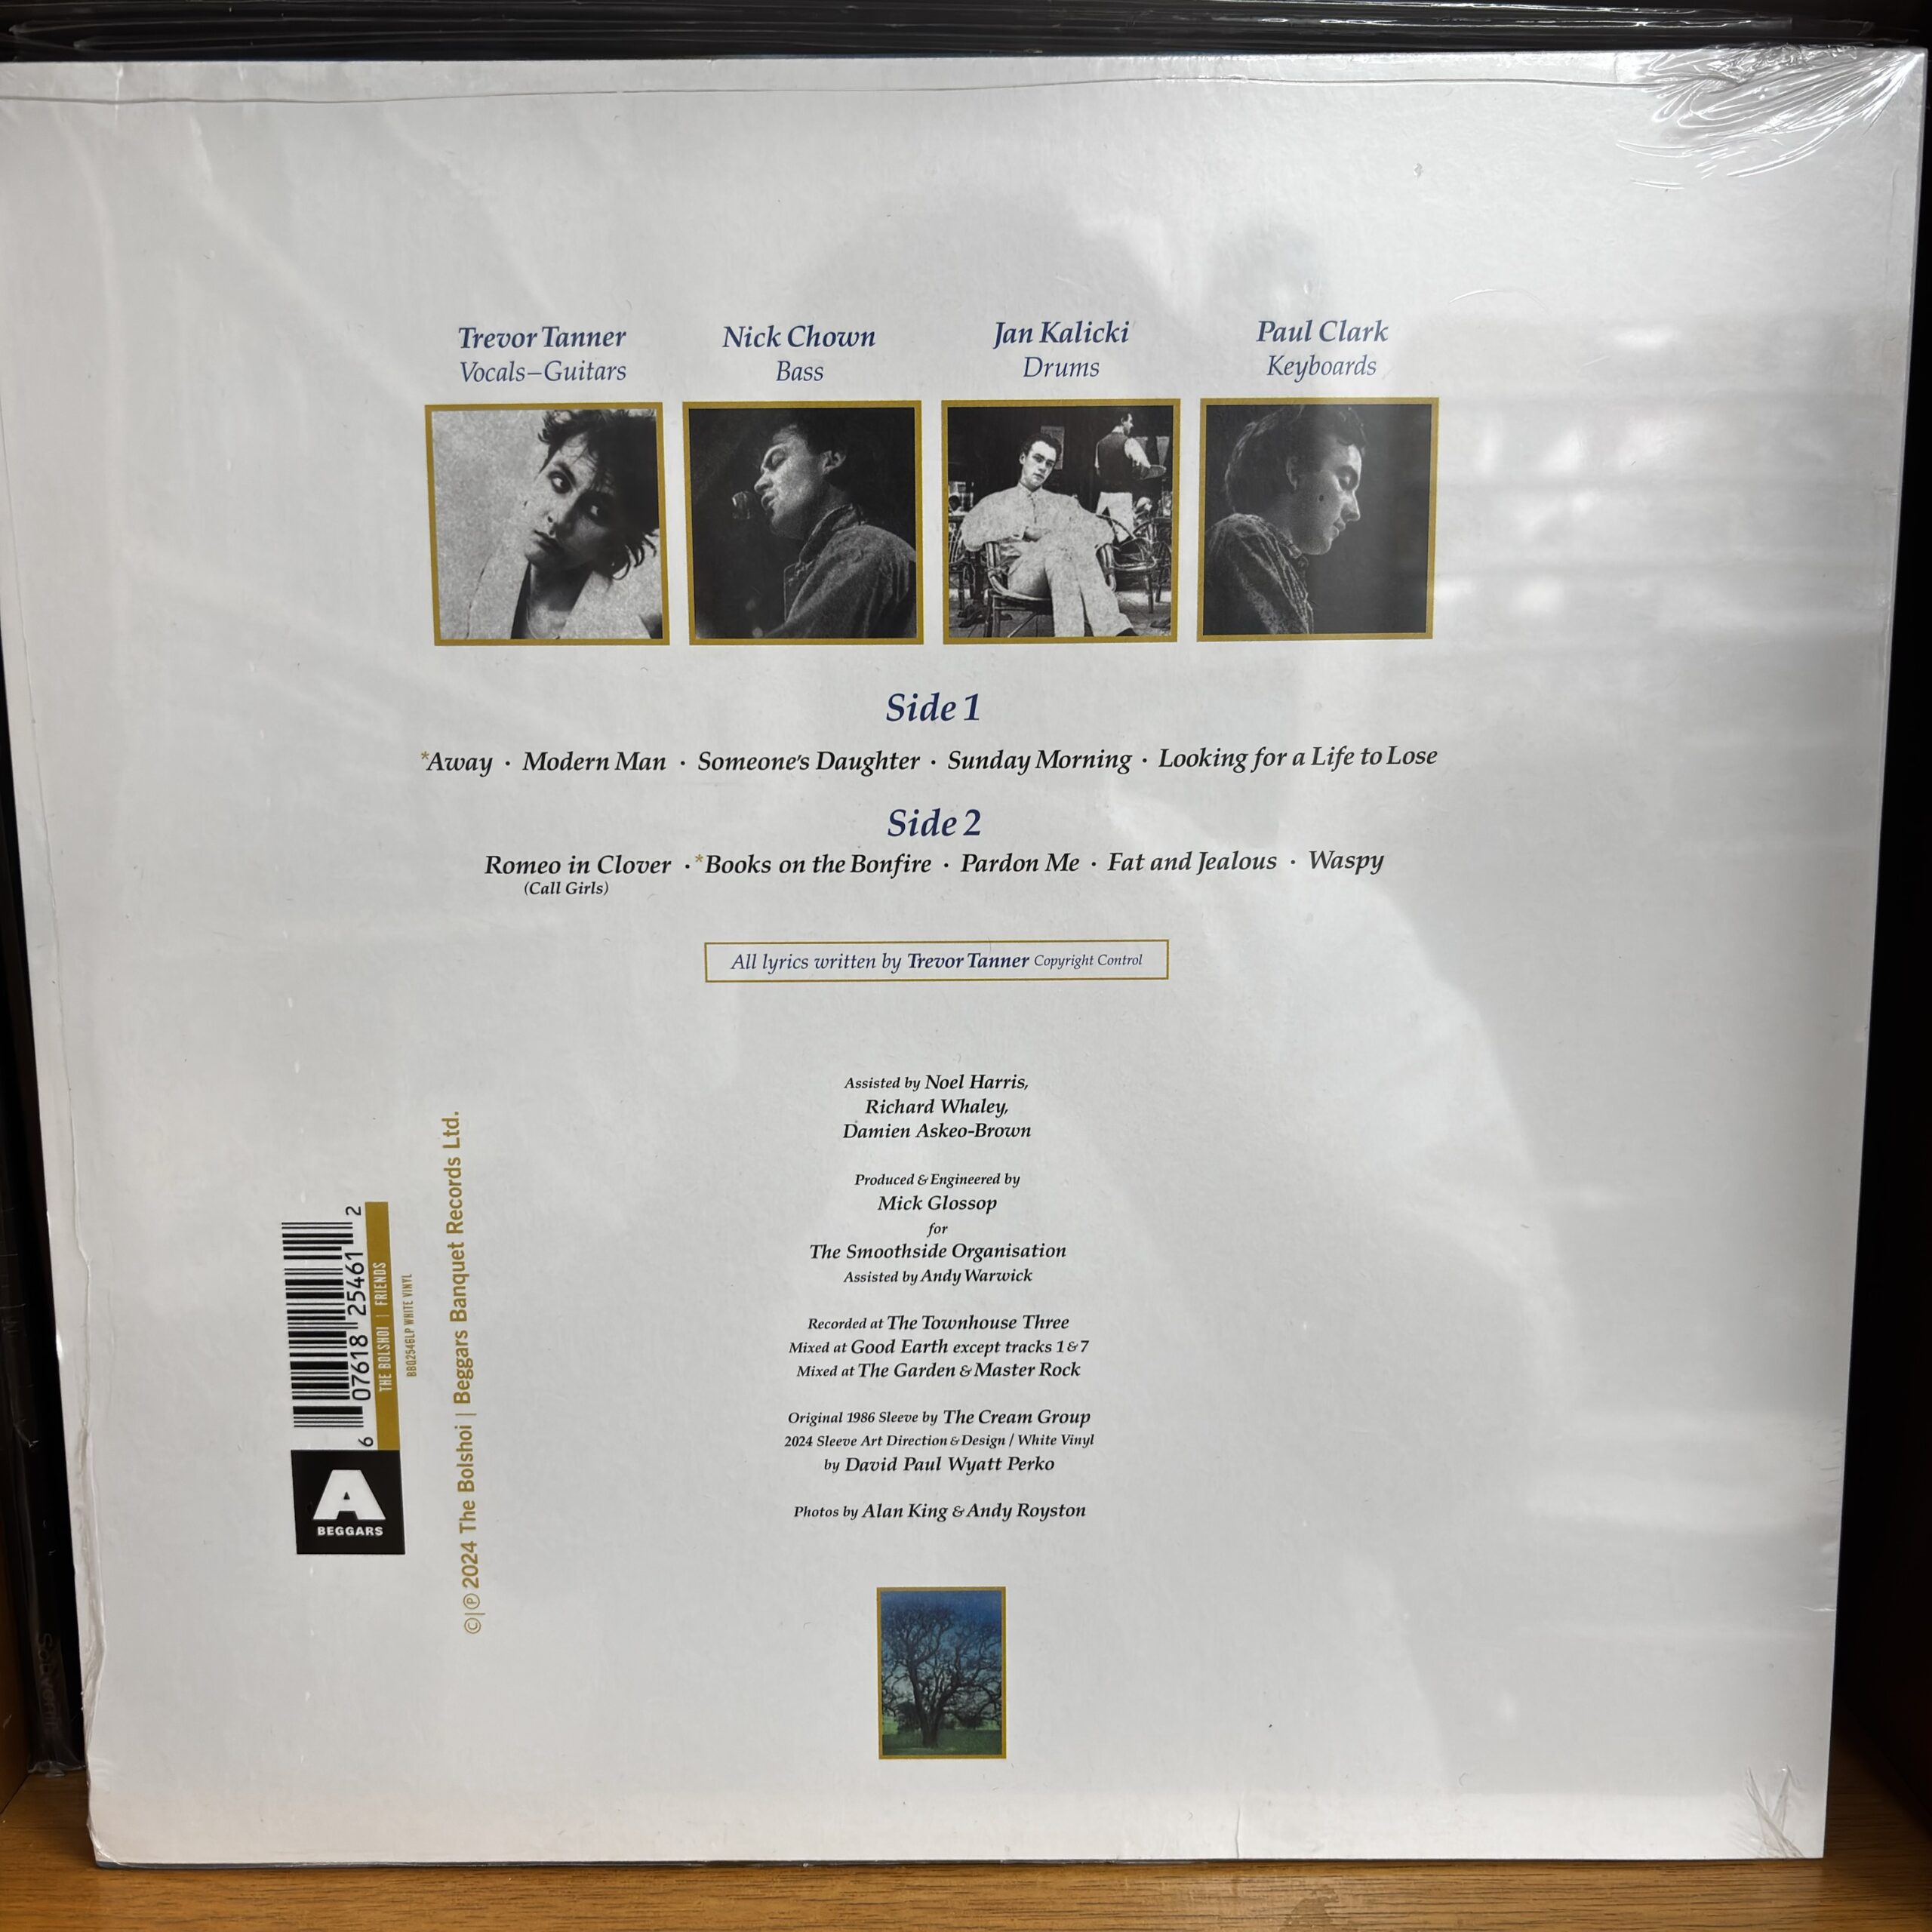 Trevor Tanner
Vocals–Guitars
Nick Chown
Bass
Jan Kalicki
Drums
Paul Clark
Keyboards
Side 1
*Away · Modern Man · Someone's Daughter · Sunday Morning · Looking for a Life to Lose
Side 2
Romeo in Clover · *Books on the Bonfire · Pardon Me · Fat and Jealous · Waspy
(Call Girls)
All lyrics written by Trevor Tanner Copyright Control
Assisted by Noel Harris,
Richard Whaley,
Damien Askeo-Brown
Produced & Engineered by
Mick Glossop
for
The Smoothside Organisation
Assisted by Andy Warwick
Recorded at The Townhouse Three
Mixed at Good Earth except tracks 1 & 7
Mixed at The Garden & Master Rock
Original 1986 Sleeve by The Cream Group
2024 Sleeve Art Direction & Design / White Vinyl
by David Paul Wyatt Perko
Photos by Alan King & Andy Royston
6 07618 25461 2
THE BOLSHOI | FRIENDS
BBQ2546LP WHITE VINYL
A
BEGGARS
©|℗ 2024 The Bolshoi | Beggars Banquet Records Ltd.